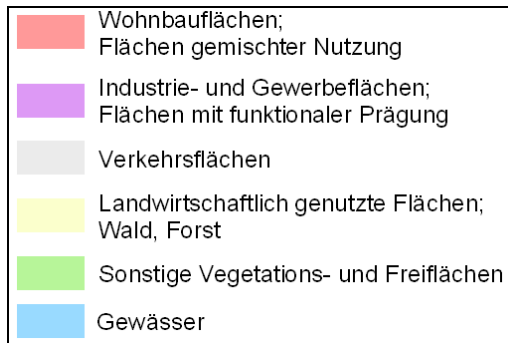 Wohnbauflächen;
Flächen gemischter Nutzung
Industrie- und Gewerbeflächen;
Flächen mit funktionaler Prägung
Verkehrsflächen
Landwirtschaftlich genutzte Flächen;
Wald, Forst
Sonstige Vegetations- und Freiflächen
Gewässer